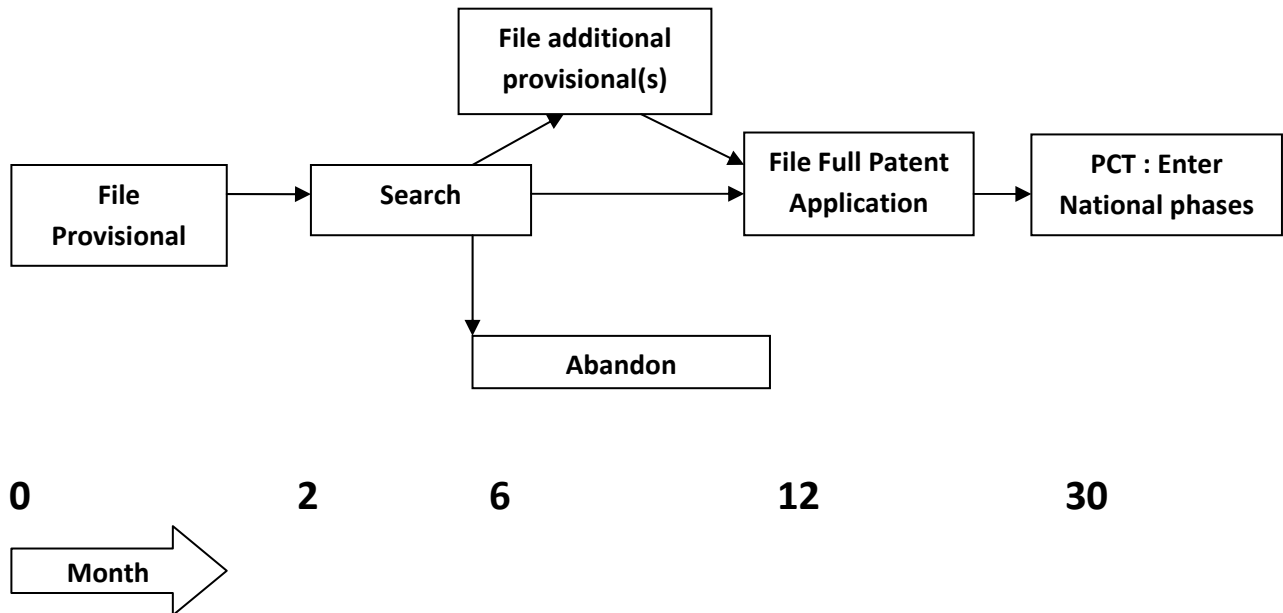 File additional
provisional(s)
File
Provisional
Search
File Full Patent
Application
PCT : Enter
National phases
Abandon
0 2 6 12 30
Month